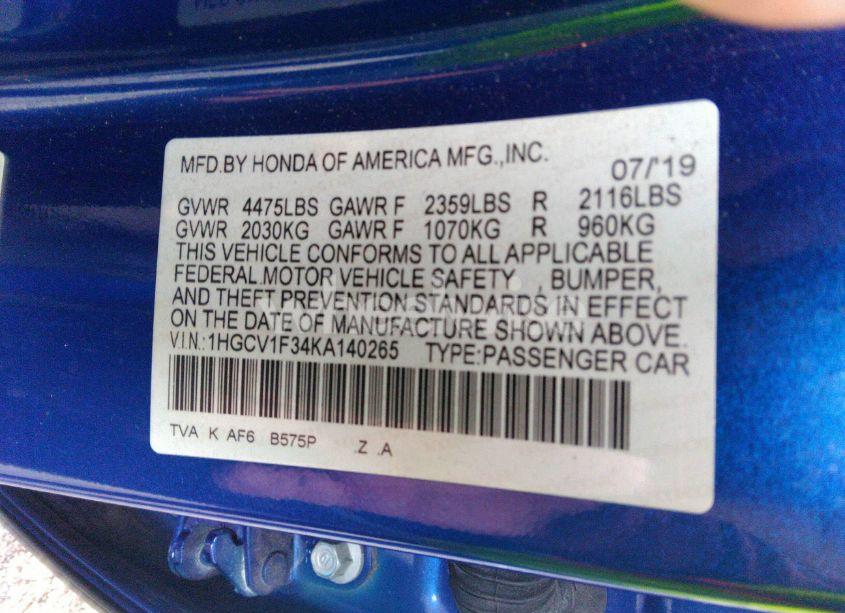 MFD.BY HONDA OF AMERICA MFG.,INC. 07/'19
GVWR 4475LBS GAWR F 2359LBS R 2116LBS
GVWR 2030KG GAWR F 1070KG R 960KG
THIS VEHICLE CONFORMS TO ALL APPLICABLE
FEDERAL MOTOR VEHICLE SAFETY , BUMPER,
AND THEFT PREVENTION STANDARDS IN EFFECT
ON THE DATE OF MANUFACTURE SHOWN ABOVE.
V.I.N.:1HGCV1F34KA140265 TYPE:PASSENGER CAR
TVA K AF6 B575P .Z .A